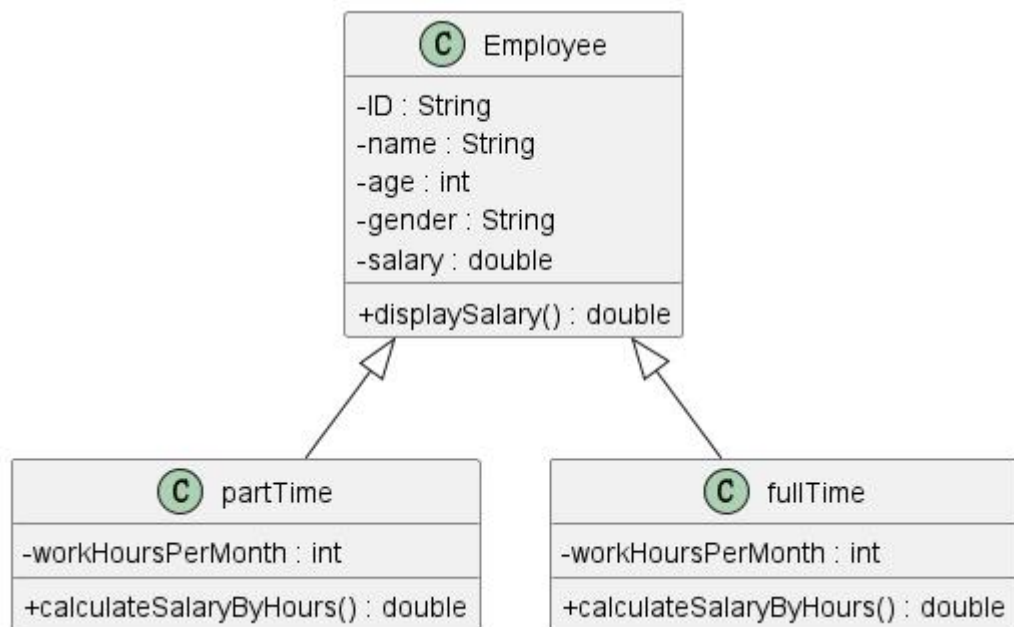 C Employee
-ID : String
-name : String
-age : int
-gender : String
-salary : double
+displaySalary() : double
C partTime
-workHoursPerMonth : int
+calculateSalaryByHours() : double
C fullTime
-workHoursPerMonth : int
+calculateSalaryByHours() : double